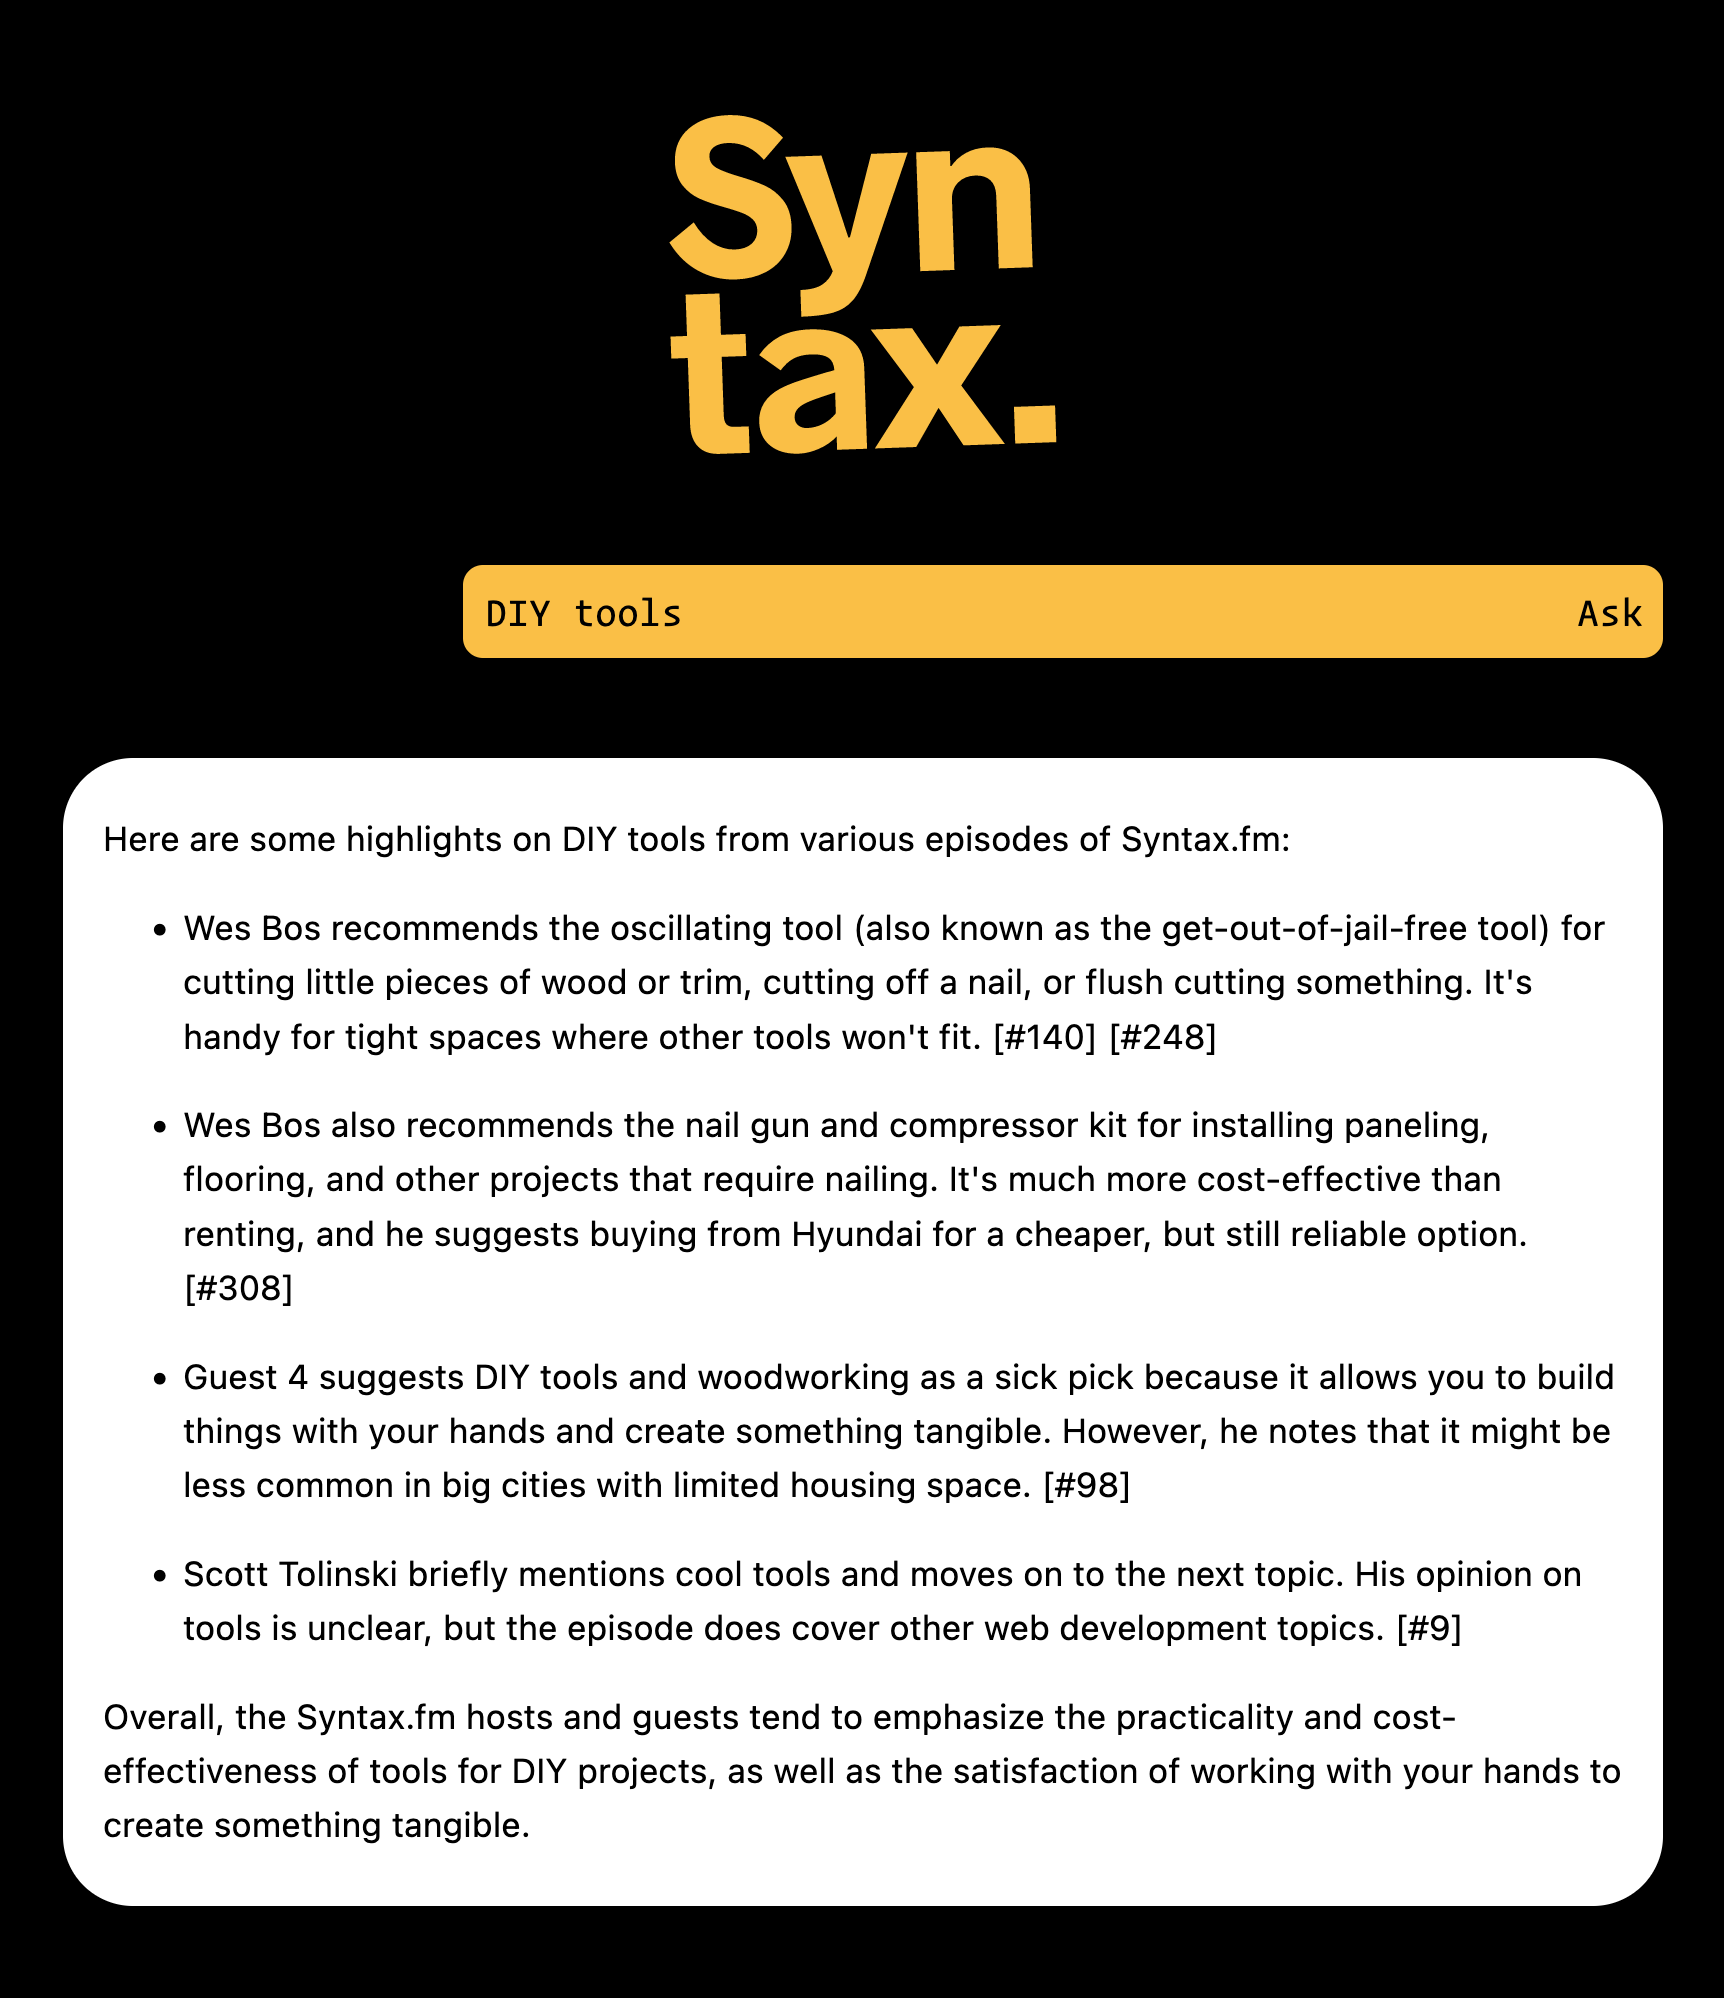 Syn
tax.
DIY tools Ask
Here are some highlights on DIY tools from various episodes of Syntax.fm:
• Wes Bos recommends the oscillating tool (also known as the get-out-of-jail-free tool) for
cutting little pieces of wood or trim, cutting off a nail, or flush cutting something. It's
handy for tight spaces where other tools won't fit. [#140] [#248]
• Wes Bos also recommends the nail gun and compressor kit for installing paneling,
flooring, and other projects that require nailing. It's much more cost-effective than
renting, and he suggests buying from Hyundai for a cheaper, but still reliable option.
[#308]
• Guest 4 suggests DIY tools and woodworking as a sick pick because it allows you to build
things with your hands and create something tangible. However, he notes that it might be
less common in big cities with limited housing space. [#98]
• Scott Tolinski briefly mentions cool tools and moves on to the next topic. His opinion on
tools is unclear, but the episode does cover other web development topics. [#9]
Overall, the Syntax.fm hosts and guests tend to emphasize the practicality and cost-
effectiveness of tools for DIY projects, as well as the satisfaction of working with your hands to
create something tangible.